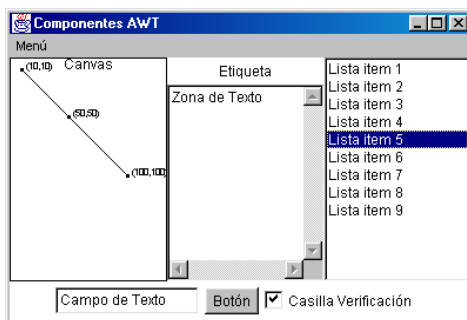 Componentes AWT
Menú
(10,10) Canvas
(50,50)
(100,100)
Etiqueta
Zona de Texto
Lista item 1
Lista item 2
Lista item 3
Lista item 4
Lista item 5
Lista item 6
Lista item 7
Lista item 8
Lista item 9
Campo de Texto
Botón
Casilla Verificación